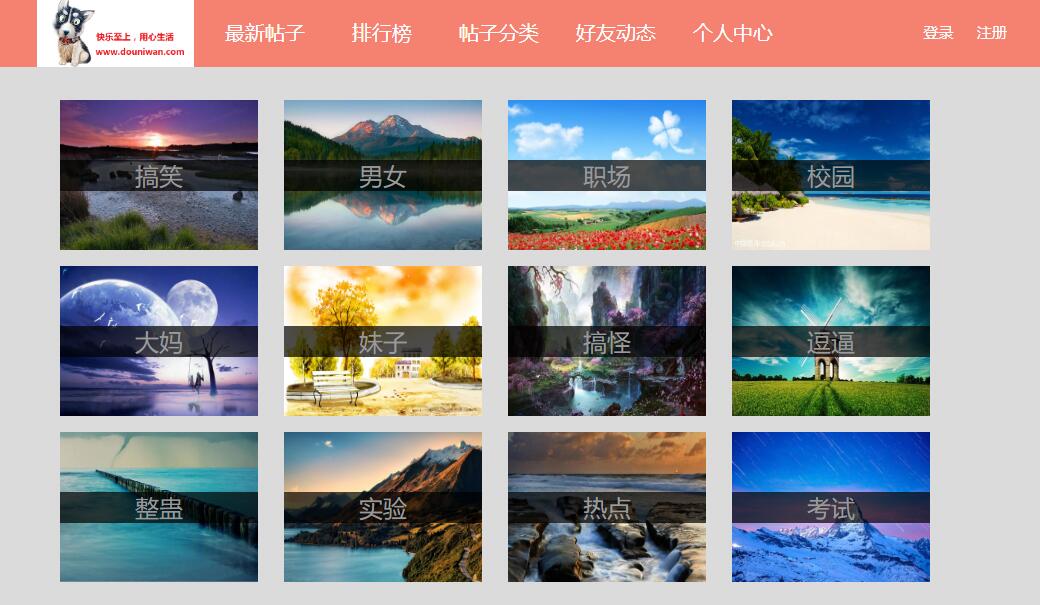 快乐至上，用心生活
www.douniwan.com
最新帖子 排行榜 帖子分类 好友动态 个人中心 登录 注册
搞笑 男女 职场 校园
大妈 妹子 搞怪 逗逼
整蛊 实验 热点 考试